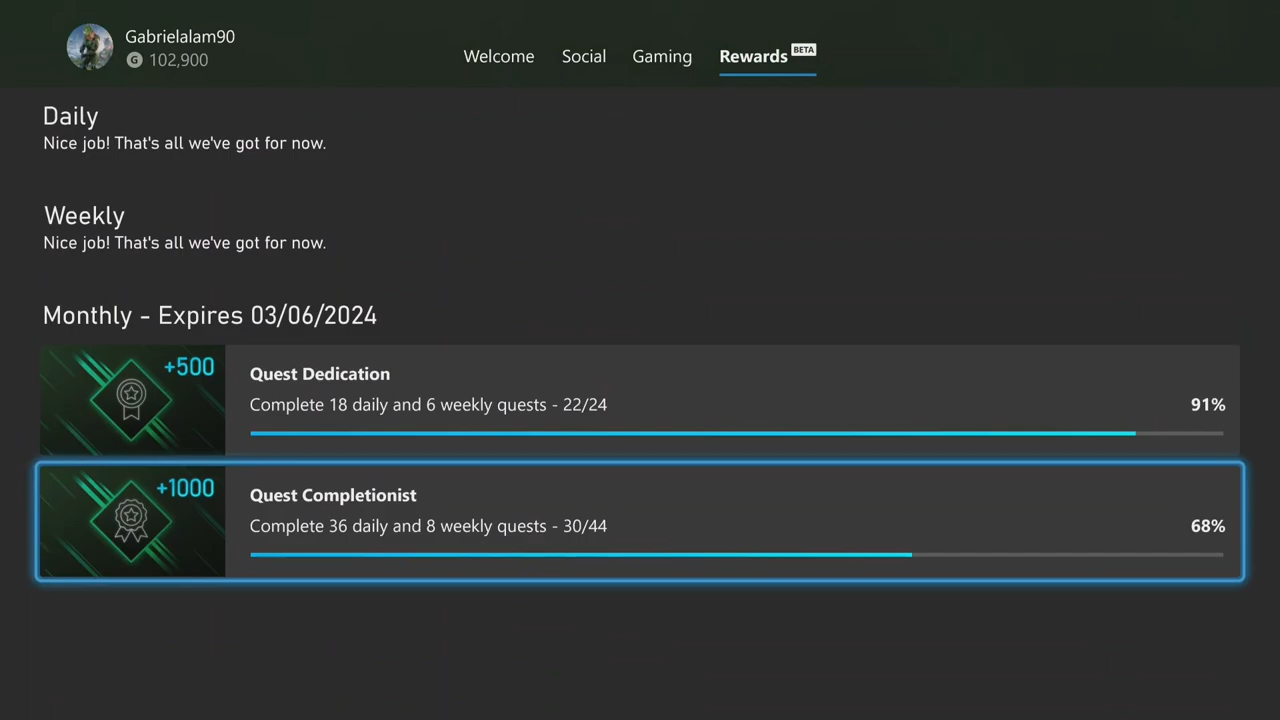 Gabrielalam90
G 102,900
Welcome Social Gaming Rewards BETA
Daily
Nice job! That's all we've got for now.
Weekly
Nice job! That's all we've got for now.
Monthly - Expires 03/06/2024
+500
Quest Dedication
Complete 18 daily and 6 weekly quests - 22/24 91%
+1000
Quest Completionist
Complete 36 daily and 8 weekly quests - 30/44 68%